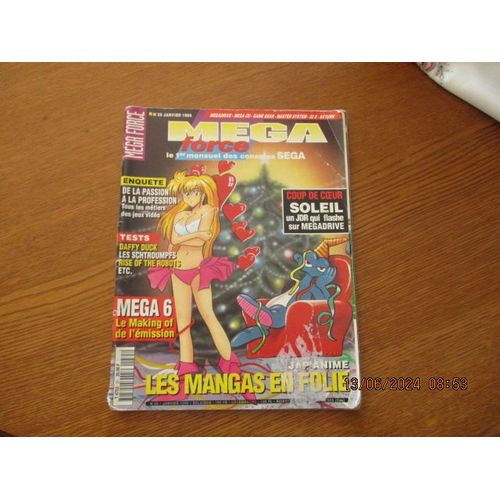 MEGA FORCE
N 35 JANVIER 1995
MEGADRIVE - MEGA CD - GAME GEAR - MASTER SYSTEM - 32 X - SATURN
MEGA
force
le 1er mensuel des consoles SEGA
ENQUETE
DE LA PASSION
A LA PROFESSION
Tous les métiers
des jeux vidéo
TESTS
DAFFY DUCK
LES SCHTROUMPFS
RISE OF THE ROBOTS
ETC.
MEGA 6
Le Making of
de l'émission
COUP DE CŒUR
SOLEIL
un JDR qui flashe
sur MEGADRIVE
JAP'ANIME
LES MANGAS EN FOLIE
13/06/2024 08:53